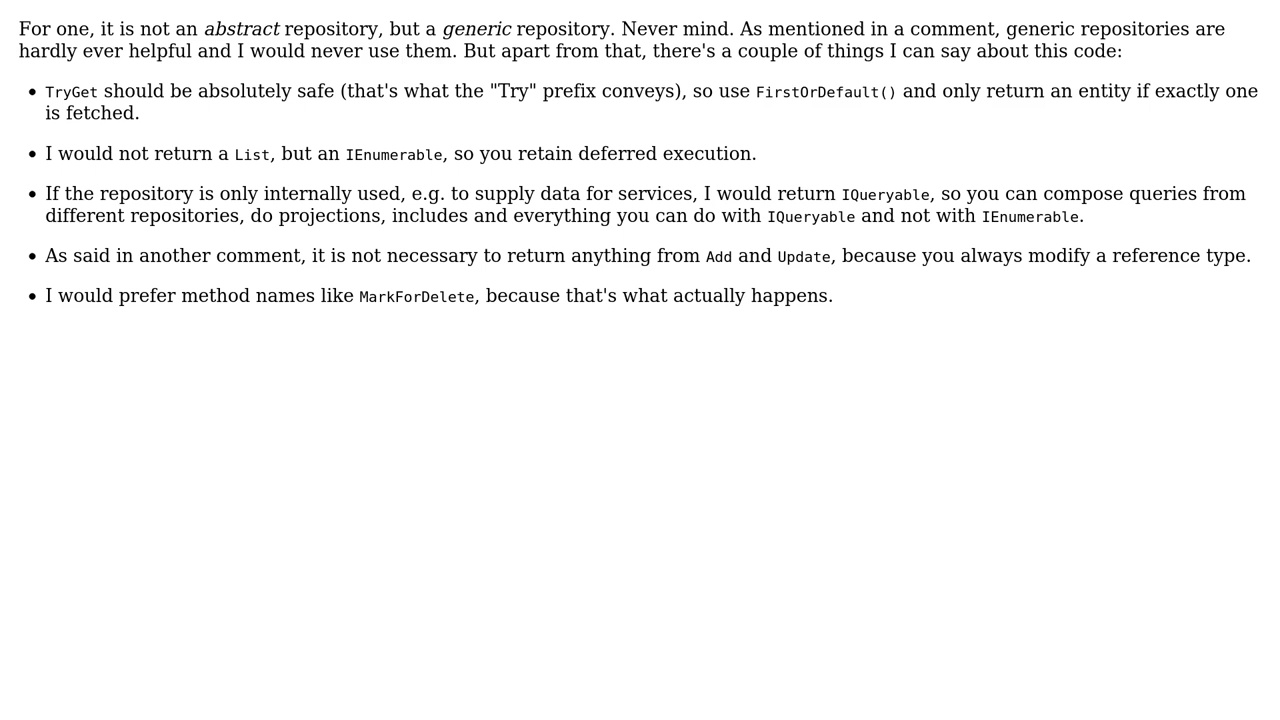 For one, it is not an abstract repository, but a generic repository. Never mind. As mentioned in a comment, generic repositories are
hardly ever helpful and I would never use them. But apart from that, there's a couple of things I can say about this code:
• TryGet should be absolutely safe (that's what the "Try" prefix conveys), so use FirstOrDefault() and only return an entity if exactly one
is fetched.
• I would not return a List, but an IEnumerable, so you retain deferred execution.
• If the repository is only internally used, e.g. to supply data for services, I would return IQueryable, so you can compose queries from
different repositories, do projections, includes and everything you can do with IQueryable and not with IEnumerable.
• As said in another comment, it is not necessary to return anything from Add and Update, because you always modify a reference type.
• I would prefer method names like MarkForDelete, because that's what actually happens.